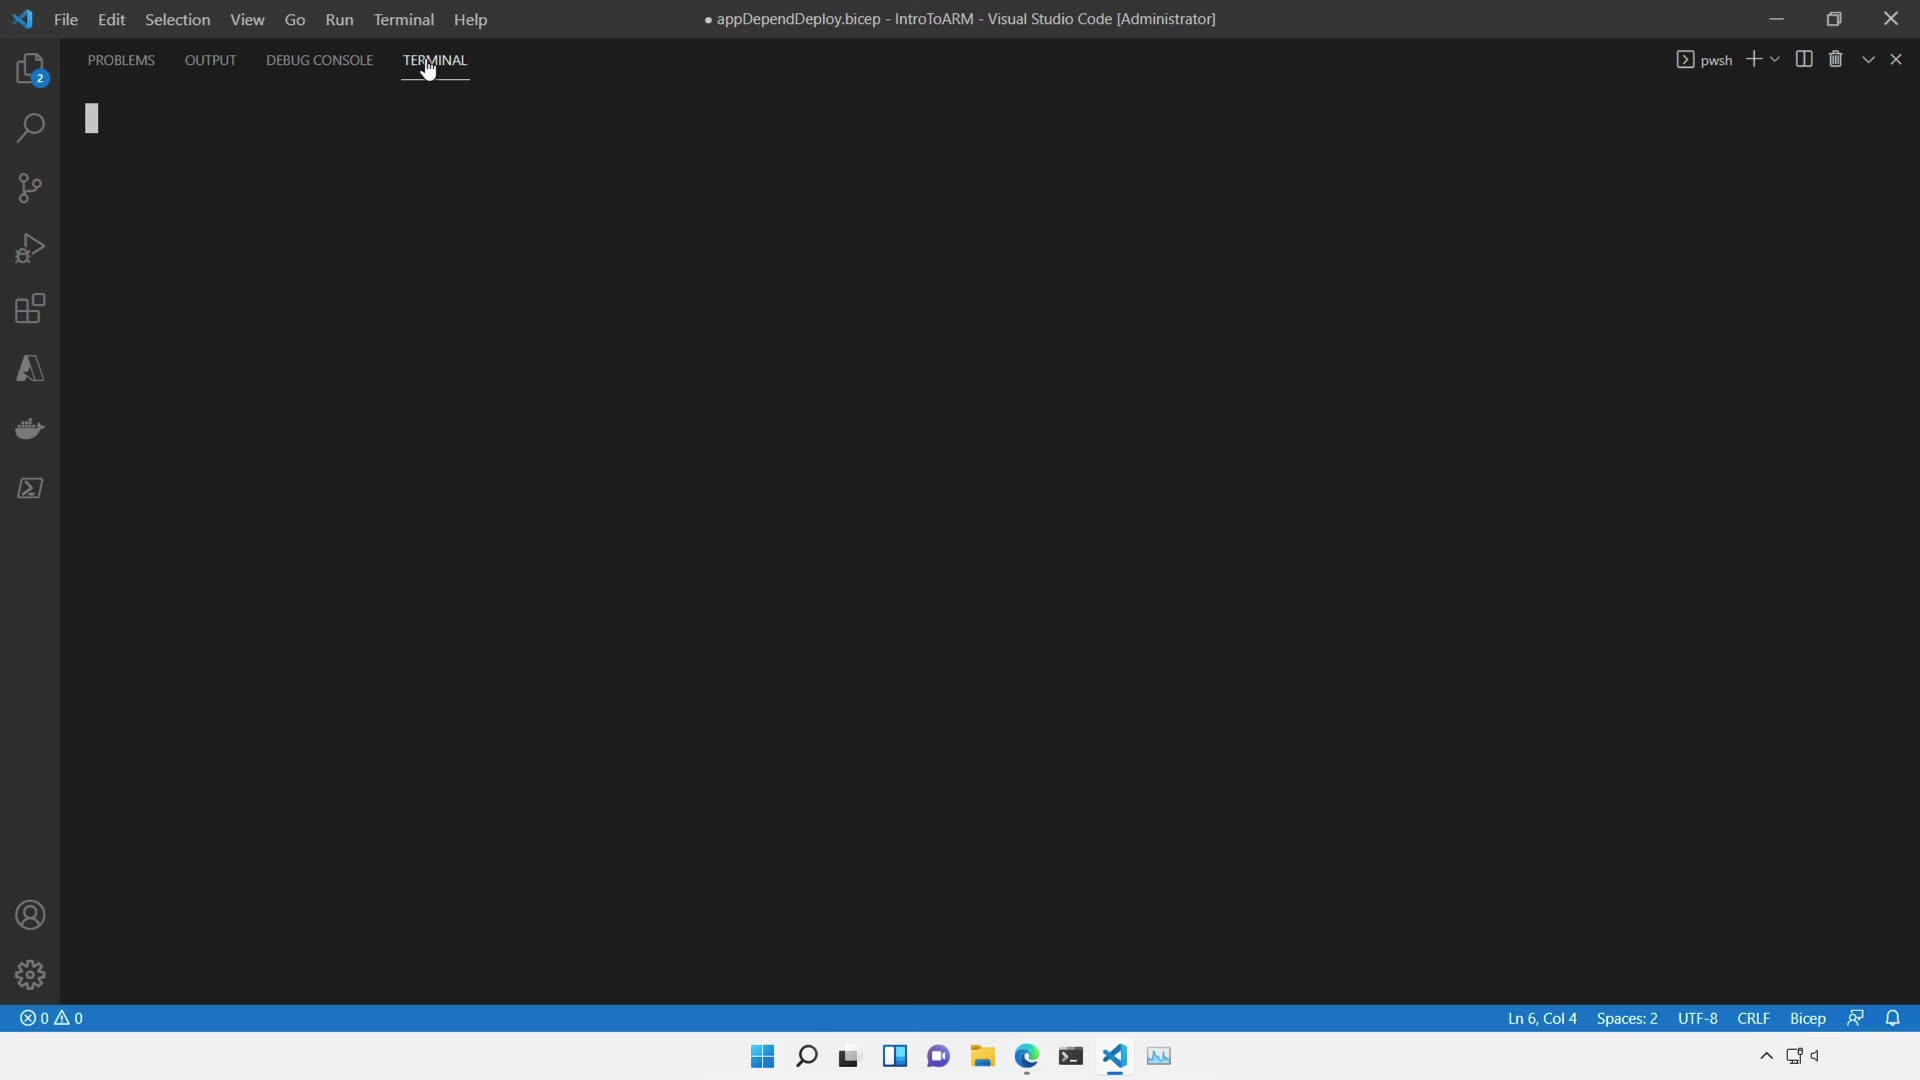 File Edit Selection View Go Run Terminal Help
● appDependDeploy.bicep - IntroToARM - Visual Studio Code [Administrator]
PROBLEMS OUTPUT DEBUG CONSOLE TERMINAL
pwsh
2
0 0
Ln 6, Col 4 Spaces: 2 UTF-8 CRLF Bicep